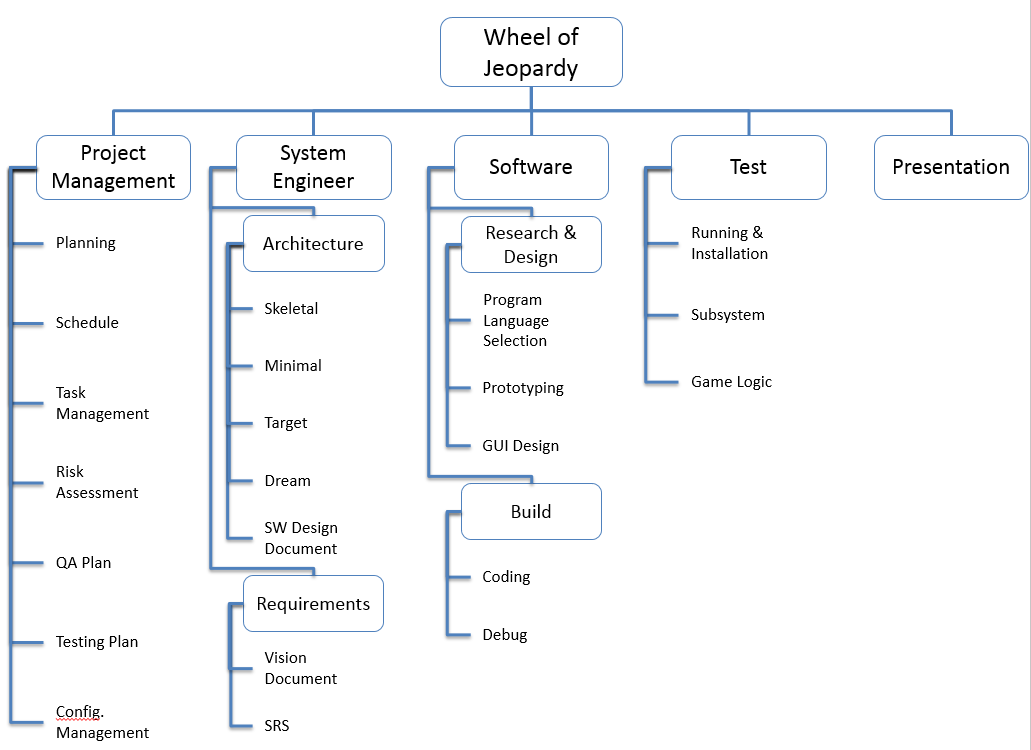 Wheel of
Jeopardy
Project
Management
Planning
Schedule
Task
Management
Risk
Assessment
QA Plan
Testing Plan
Config.
Management
System
Engineer
Architecture
Skeletal
Minimal
Target
Dream
SW Design
Document
Requirements
Vision
Document
SRS
Software
Research &
Design
Program
Language
Selection
Prototyping
GUI Design
Build
Coding
Debug
Test
Running &
Installation
Subsystem
Game Logic
Presentation